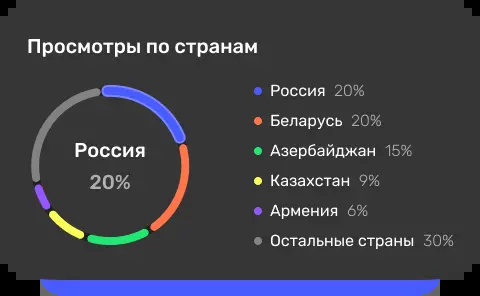 Просмотры по странам
Россия
20%
Россия 20%
Беларусь 20%
Азербайджан 15%
Казахстан 9%
Армения 6%
Остальные страны 30%